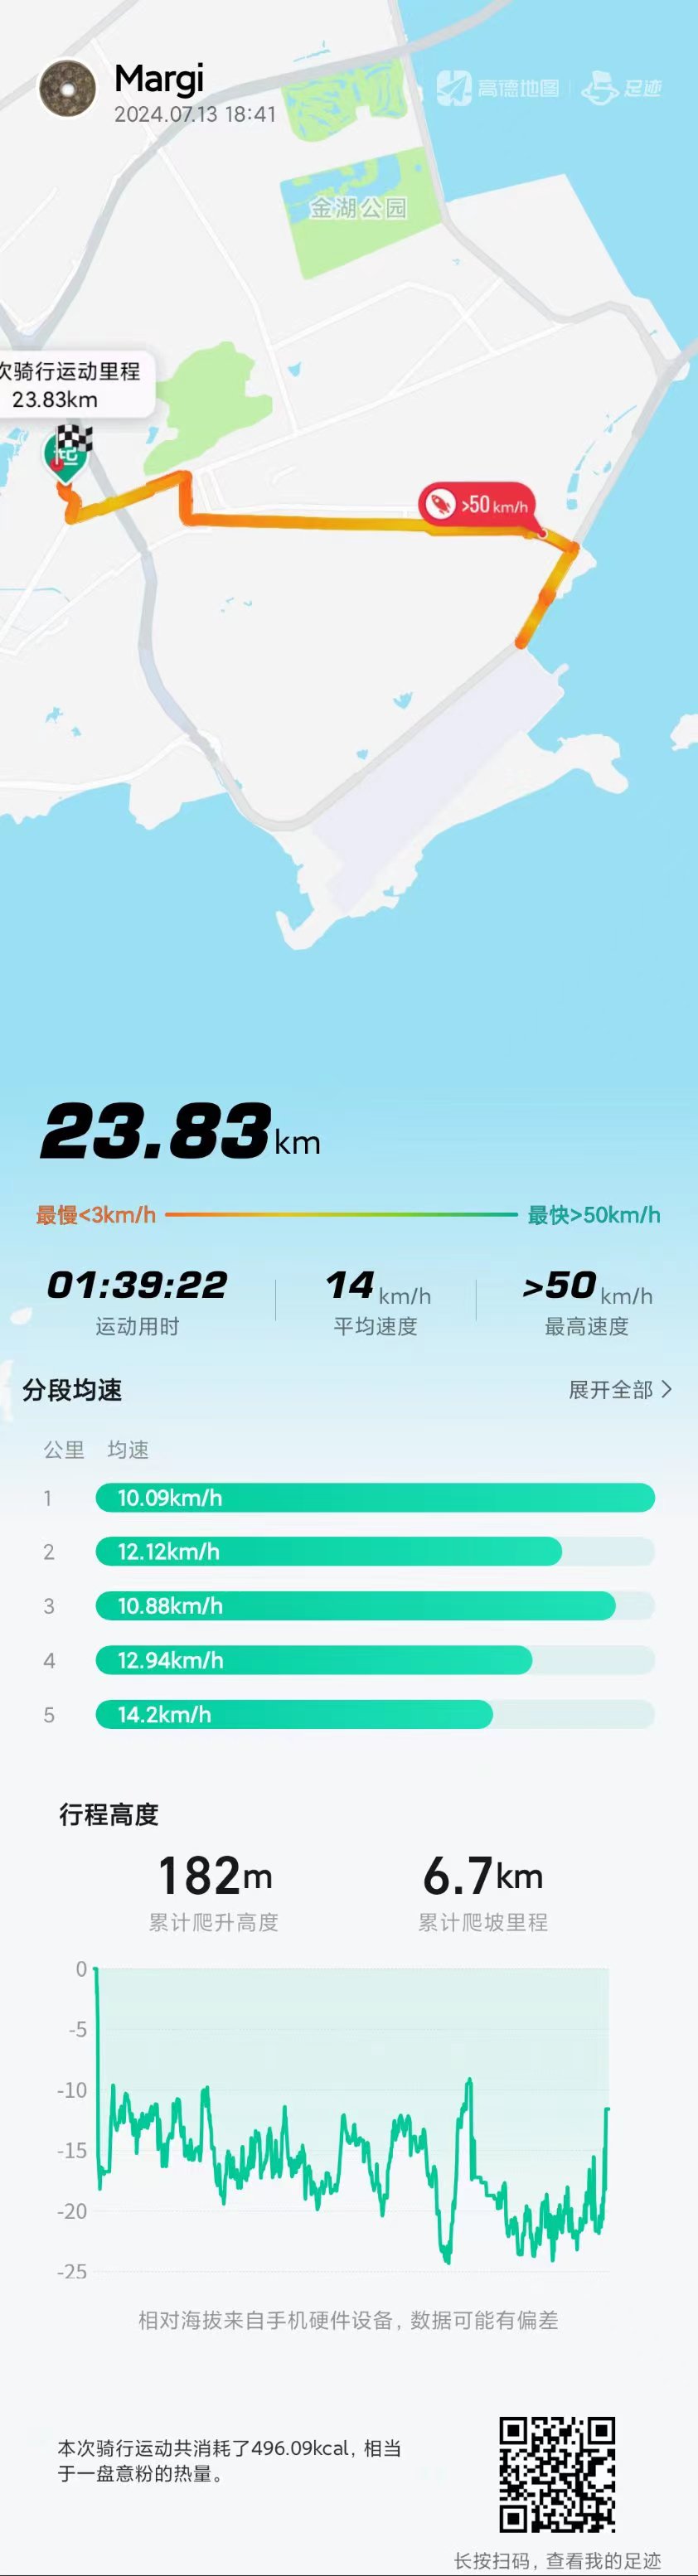 Margi
2024.07.13 18:41
高德地图 足迹
金湖公园
次骑行运动里程
23.83km
起
>50 km/h
23.83km
最慢<3km/h 最快>50km/h
01:39:22 14 km/h >50 km/h
运动用时 平均速度 最高速度
分段均速 展开全部 >
公里 均速
1 10.09km/h
2 12.12km/h
3 10.88km/h
4 12.94km/h
5 14.2km/h
行程高度
182m 6.7km
累计爬升高度 累计爬坡里程
0
-5
-10
-15
-20
-25
相对海拔来自手机硬件设备, 数据可能有偏差
本次骑行运动共消耗了496.09kcal, 相当
于一盘意粉的热量。
长按扫码, 查看我的足迹